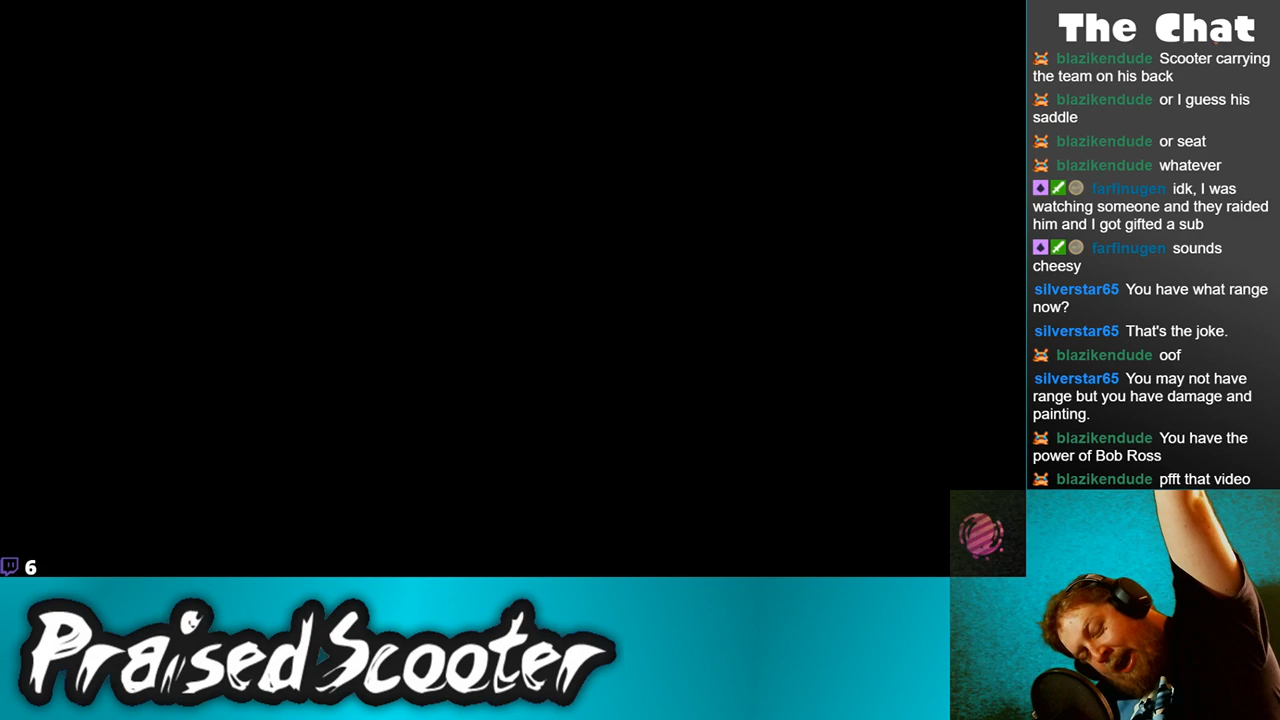 The Chat
blazikendude Scooter carrying
the team on his back
blazikendude or I guess his
saddle
blazikendude or seat
blazikendude whatever
farfinugen idk, I was
watching someone and they raided
him and I got gifted a sub
farfinugen sounds
cheesy
silverstar65 You have what range
now?
silverstar65 That's the joke.
blazikendude oof
silverstar65 You may not have
range but you have damage and
painting.
blazikendude You have the
power of Bob Ross
blazikendude pfft that video
6
PraisedScooter